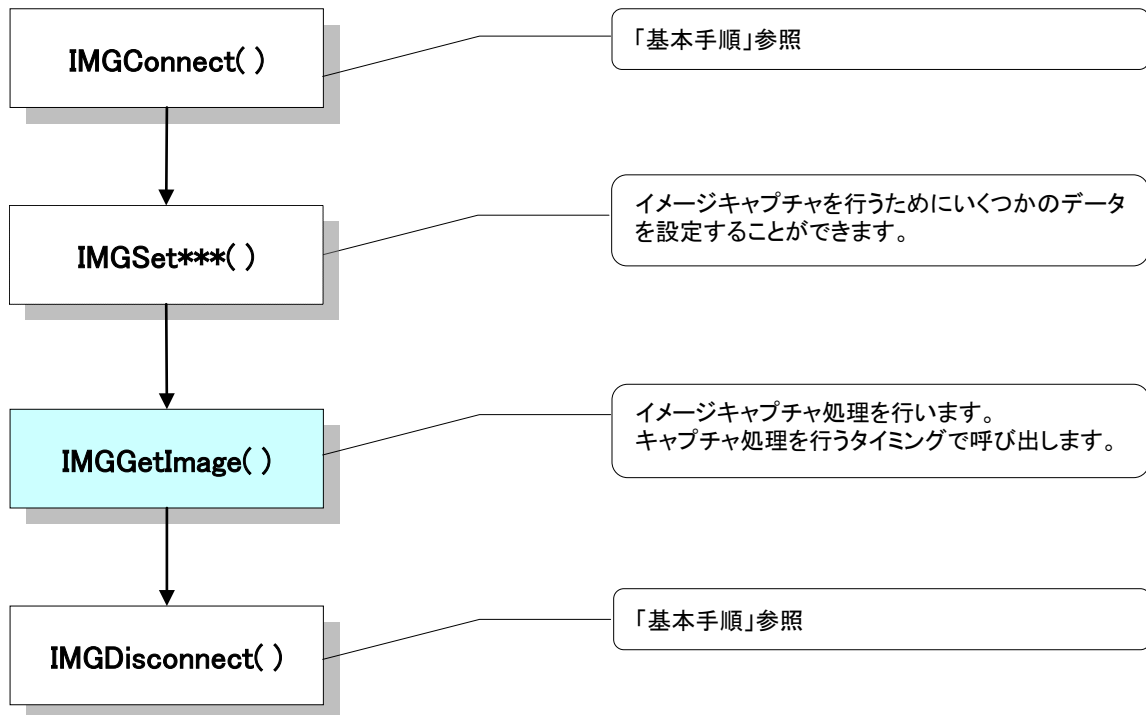 IMGConnect( )
「基本手順」参照
IMGSet***( )
イメージキャプチャを行うためにいくつかのデータ
を設定することができます。
IMGGetImage( )
イメージキャプチャ処理を行います。
キャプチャ処理を行うタイミングで呼び出します。
IMGDisconnect( )
「基本手順」参照